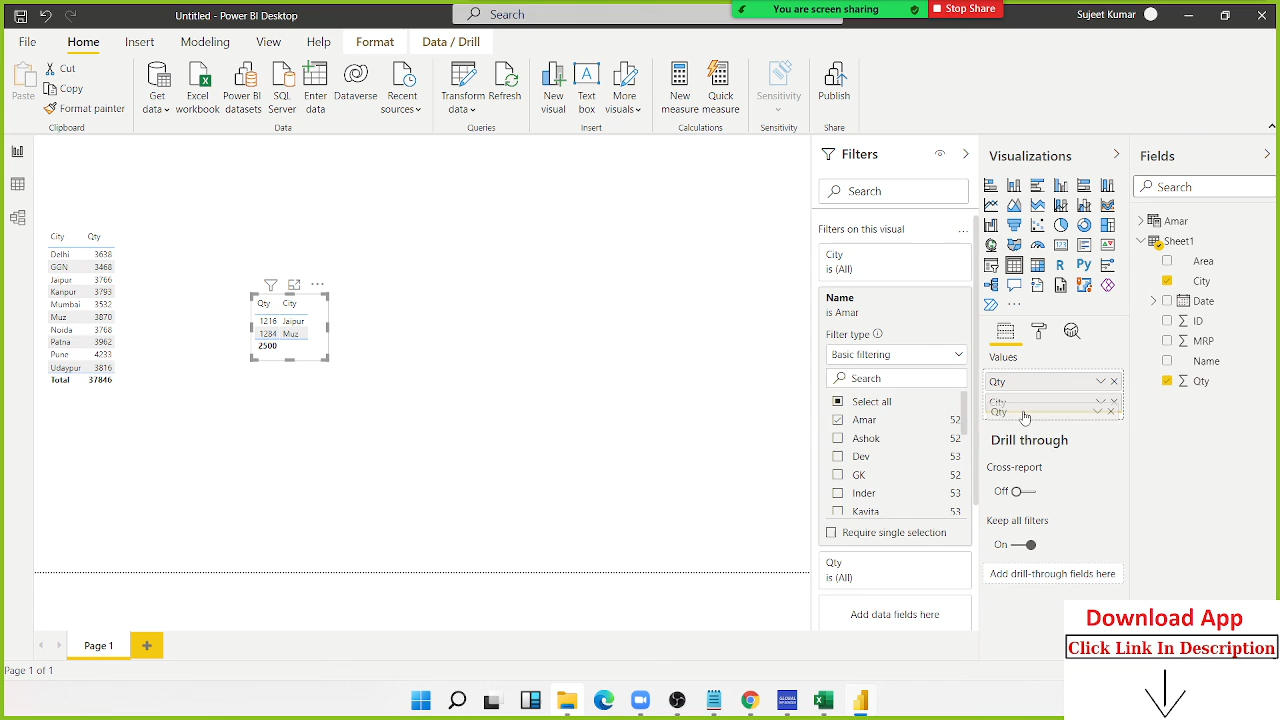 Untitled - Power BI Desktop
Search
You are screen sharing
Stop Share
Sujeet Kumar
File
Home
Insert
Modeling
View
Help
Format
Data / Drill
Paste
Cut
Copy
Format painter
Clipboard
Get data
Excel workbook
Power BI datasets
SQL Server
Enter data
Dataverse
Recent sources
Data
Transform data
Refresh
Queries
New visual
Text box
More visuals
Insert
New measure
Quick measure
Calculations
Sensitivity
Sensitivity
Publish
Share
City Qty
Delhi 3638
GGN 3468
Jaipur 3766
Kanpur 3793
Mumbai 3532
Muz 3870
Noida 3768
Patna 3962
Pune 4233
Udaypur 3816
Total 37846
Qty City
1216 Jaipur
1284 Muz
2500
Filters
Search
Filters on this visual
City
is (All)
Name
is Amar
Filter type
Basic filtering
Search
Select all
Amar 52
Ashok 52
Dev 53
GK 52
Inder 53
Kavita 53
Require single selection
Qty
is (All)
Add data fields here
Visualizations
R Py
Values
Qty
City
Qty
Drill through
Cross-report
Off
Keep all filters
On
Add drill-through fields here
Fields
Search
Amar
Sheet1
Area
City
Date
ID
MRP
Name
Qty
Page 1
Page 1 of 1
Download App
Click Link In Description